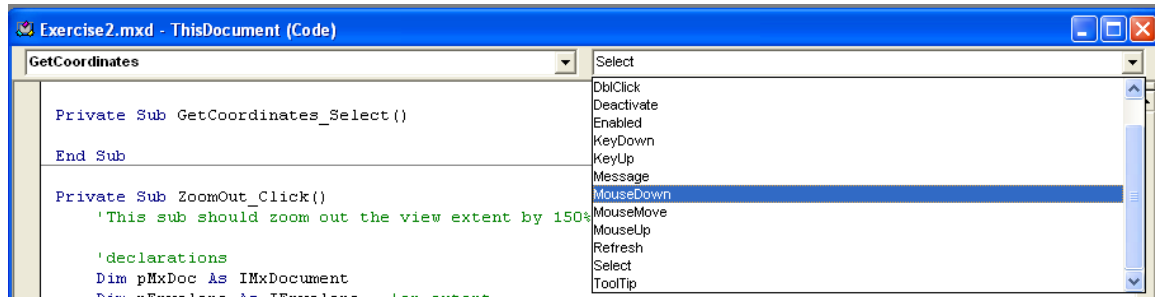 Exercise2.mxd - ThisDocument (Code)
GetCoordinates
Select
DblClick
Deactivate
Enabled
KeyDown
KeyUp
Message
MouseDown
MouseMove
MouseUp
Refresh
Select
ToolTip
Private Sub GetCoordinates_Select()
End Sub
Private Sub ZoomOut_Click()
'This sub should zoom out the view extent by 150%
'declarations
Dim pMxDoc As IMxDocument